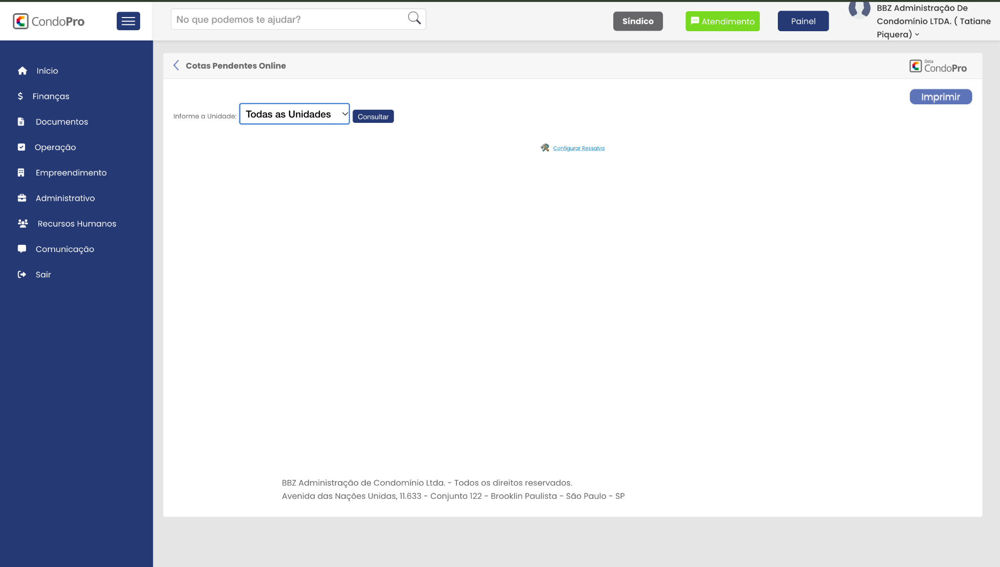 CondoPro
No que podemos te ajudar?
Síndico
Atendimento
Painel
BBZ Administração De
Condomínio LTDA. ( Tatiane
Piquera)
Início
Finanças
Documentos
Operação
Empreendimento
Administrativo
Recursos Humanos
Comunicação
Sair
Cotas Pendentes Online
Beta
CondoPro
Imprimir
Informe a Unidade: Todas as Unidades Consultar
Configurar Ressalva
BBZ Administração de Condomínio Ltda. - Todos os direitos reservados.
Avenida das Nações Unidas, 11.633 - Conjunto 122 - Brooklin Paulista - São Paulo - SP